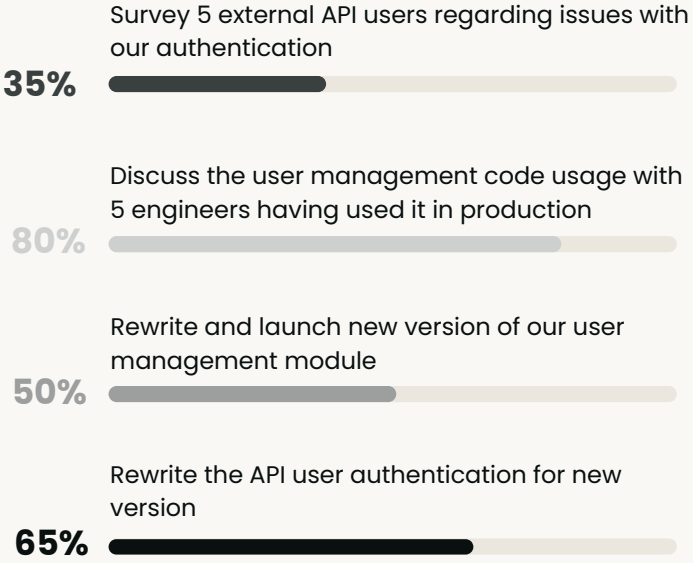 Survey 5 external API users regarding issues with
our authentication
35%
Discuss the user management code usage with
5 engineers having used it in production
80%
Rewrite and launch new version of our user
management module
50%
Rewrite the API user authentication for new
version
65%